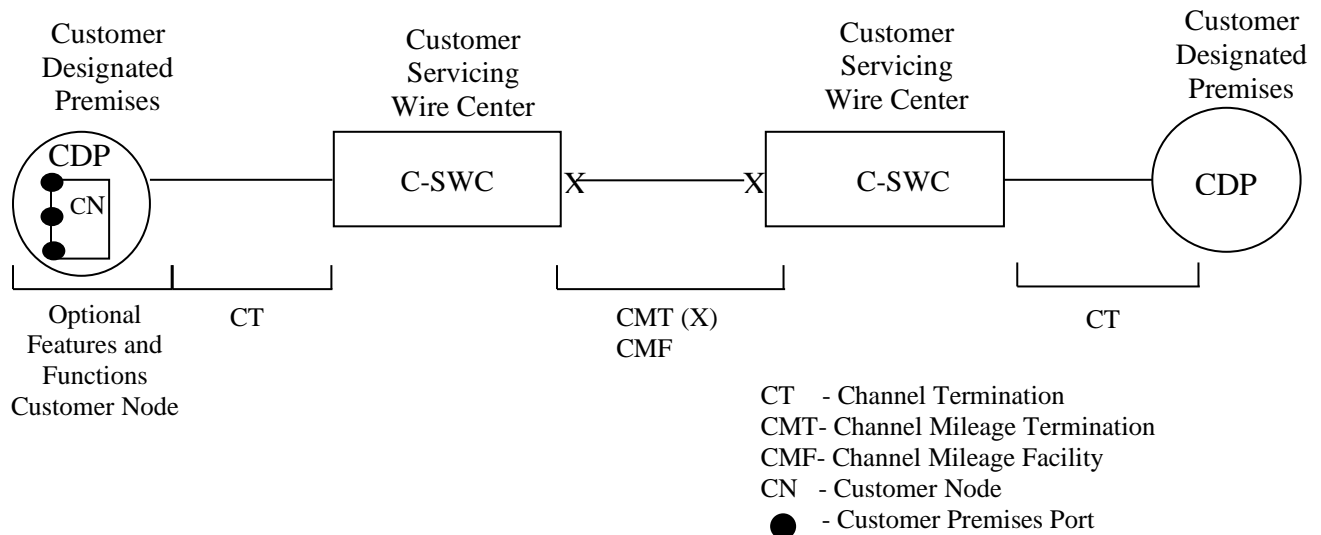 Customer
Designated
Premises
Customer
Servicing
Wire Center
Customer
Servicing
Wire Center
Customer
Designated
Premises
CDP
CN
C-SWC
X
X
C-SWC
CDP
Optional
Features and
Functions
Customer Node
CT
CMT (X)
CMF
CT
CT - Channel Termination
CMT- Channel Mileage Termination
CMF- Channel Mileage Facility
CN - Customer Node
- Customer Premises Port